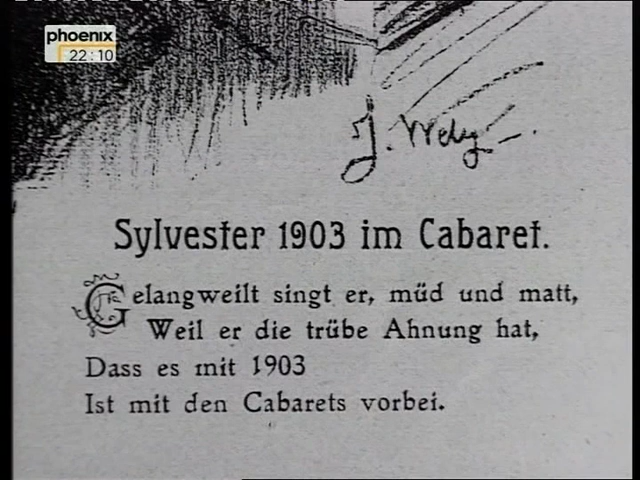 phoenix
22:10
J. Wely
Sylvester 1903 im Cabaret.
Gelangweilt singt er, müd und matt,
Weil er die trübe Ahnung hat,
Dass es mit 1903
Ist mit den Cabarets vorbei.